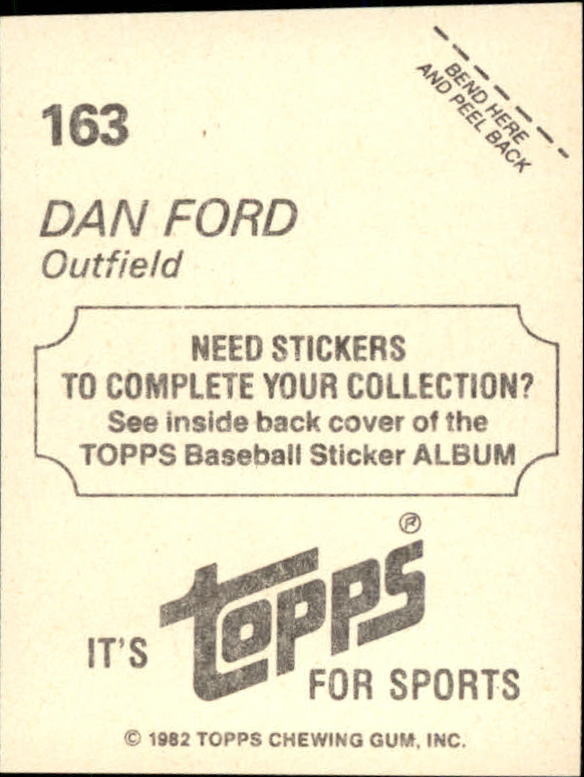 BEND HERE
AND PEEL BACK
163
DAN FORD
Outfield
NEED STICKERS
TO COMPLETE YOUR COLLECTION?
See inside back cover of the
TOPPS Baseball Sticker ALBUM
IT'S topps®
FOR SPORTS
© 1982 TOPPS CHEWING GUM, INC.